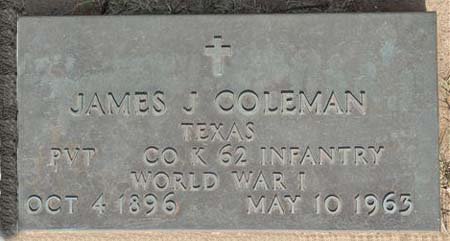 JAMES J COLEMAN
TEXAS
PVT CO K 62 INFANTRY
WORLD WAR I
OCT 4 1896 MAY 10 1963